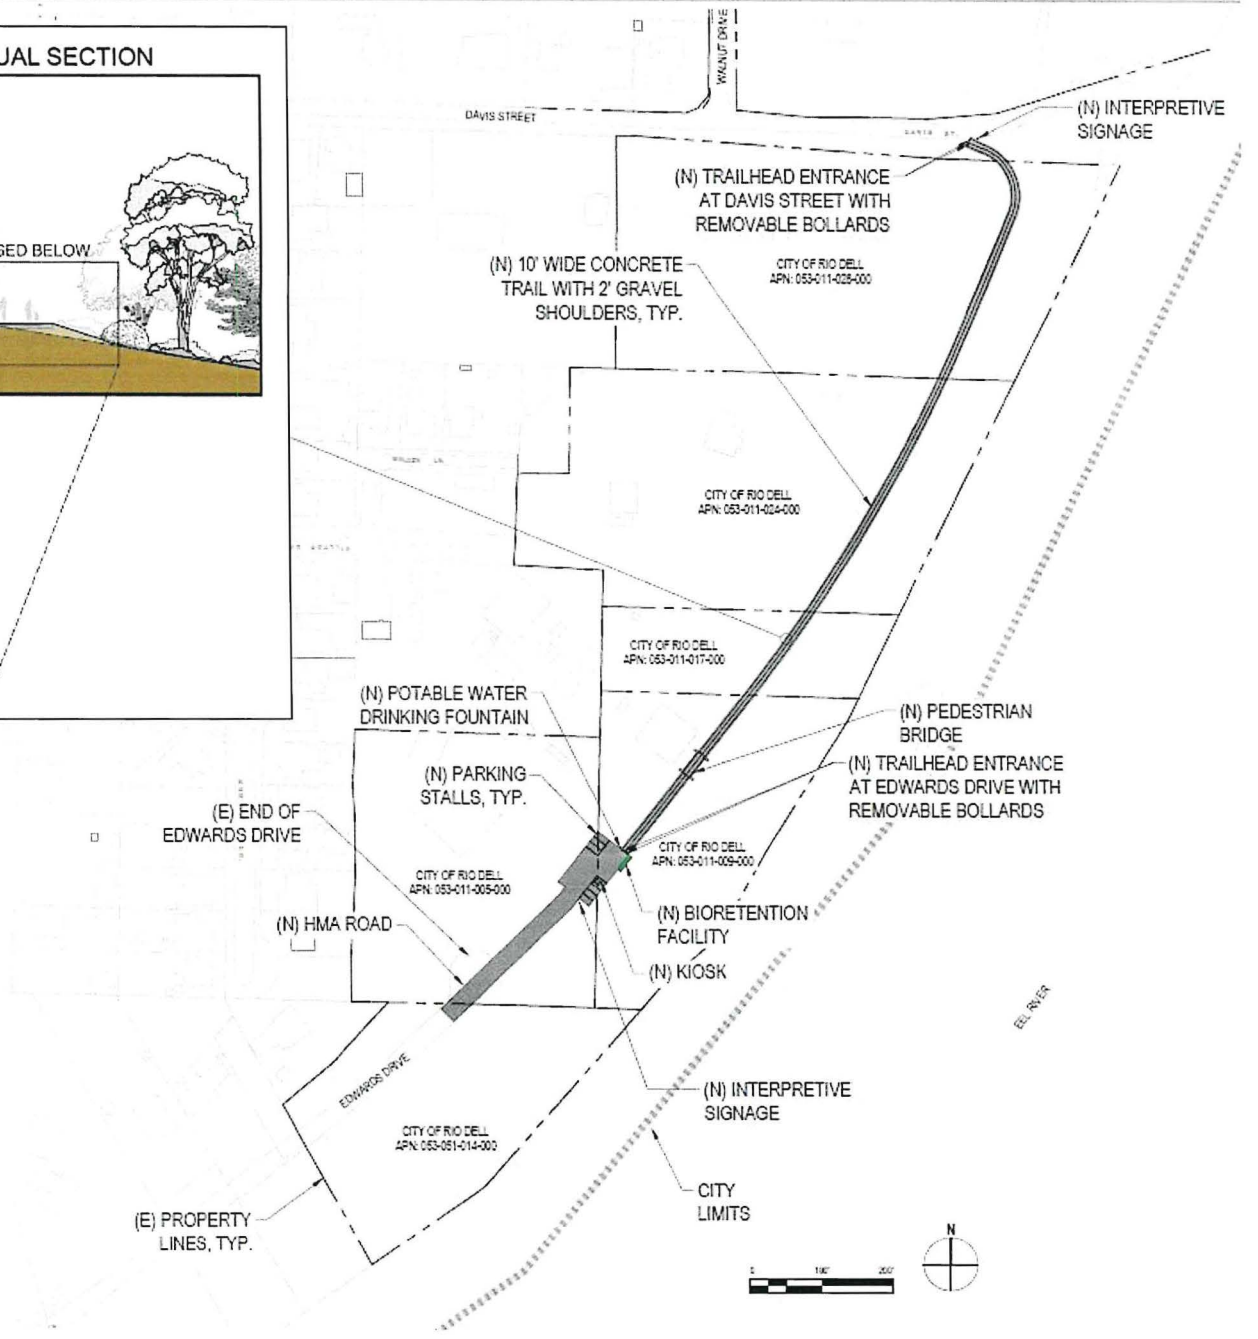 UAL SECTION
SED BELOW
WALNUT DRIVE
DAVIS STREET
DAVIS ST.
(N) INTERPRETIVE
SIGNAGE
(N) TRAILHEAD ENTRANCE
AT DAVIS STREET WITH
REMOVABLE BOLLARDS
CITY OF RIO DELL
APN: 053-011-026-000
(N) 10' WIDE CONCRETE
TRAIL WITH 2' GRAVEL
SHOULDERS, TYP.
CITY OF RIO DELL
APN: 053-011-024-000
CITY OF RIO DELL
APN: 053-011-017-000
(N) POTABLE WATER
DRINKING FOUNTAIN
(N) PEDESTRIAN
BRIDGE
(N) PARKING
STALLS, TYP.
(N) TRAILHEAD ENTRANCE
AT EDWARDS DRIVE WITH
REMOVABLE BOLLARDS
(E) END OF
EDWARDS DRIVE
CITY OF RIO DELL
APN: 053-011-009-000
CITY OF RIO DELL
APN: 053-011-005-000
(N) HMA ROAD
(N) BIORETENTION
FACILITY
(N) KIOSK
EEL RIVER
EDWARDS DRIVE
(N) INTERPRETIVE
SIGNAGE
CITY OF RIO DELL
APN: 053-051-014-000
CITY
LIMITS
(E) PROPERTY
LINES, TYP.
N
0 100' 200'